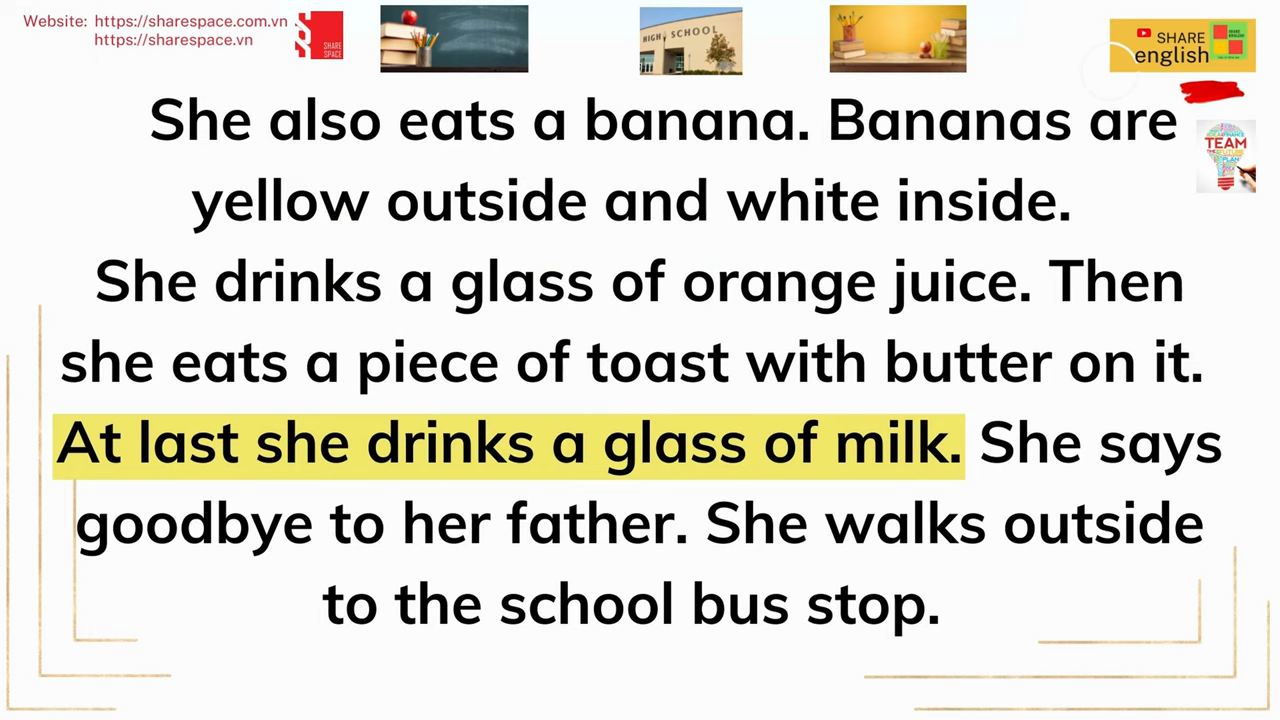 Website: https://sharespace.com.vn
https://sharespace.vn
SHARE
SPACE
HIGH SCHOOL
SHARE
english
She also eats a banana. Bananas are
yellow outside and white inside.
She drinks a glass of orange juice. Then
she eats a piece of toast with butter on it.
At last she drinks a glass of milk. She says
goodbye to her father. She walks outside
to the school bus stop.
TEAM
PLAN